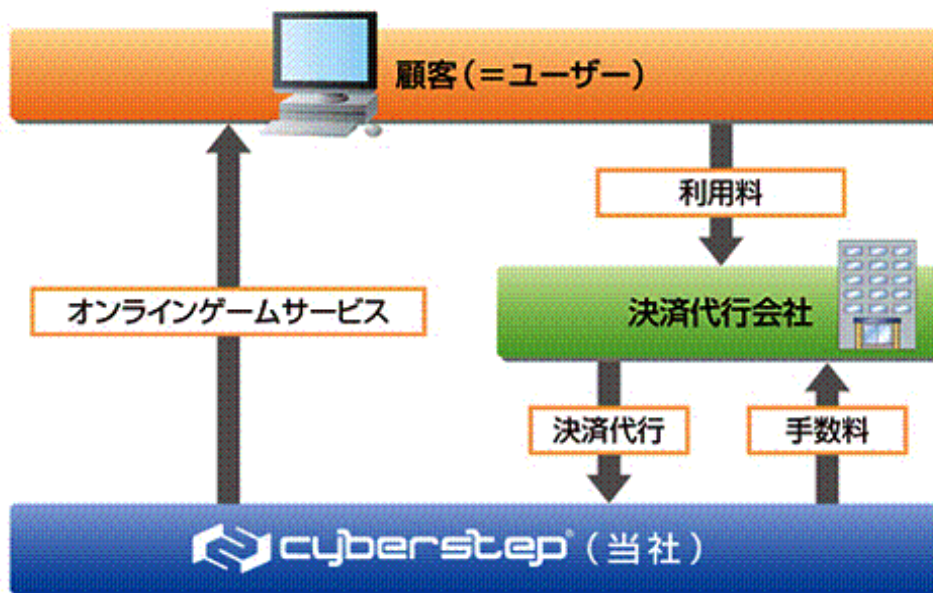 顧客(=ユーザー)
利用料
オンラインゲームサービス
決済代行会社
決済代行
手数料
cyberstep®(当社)